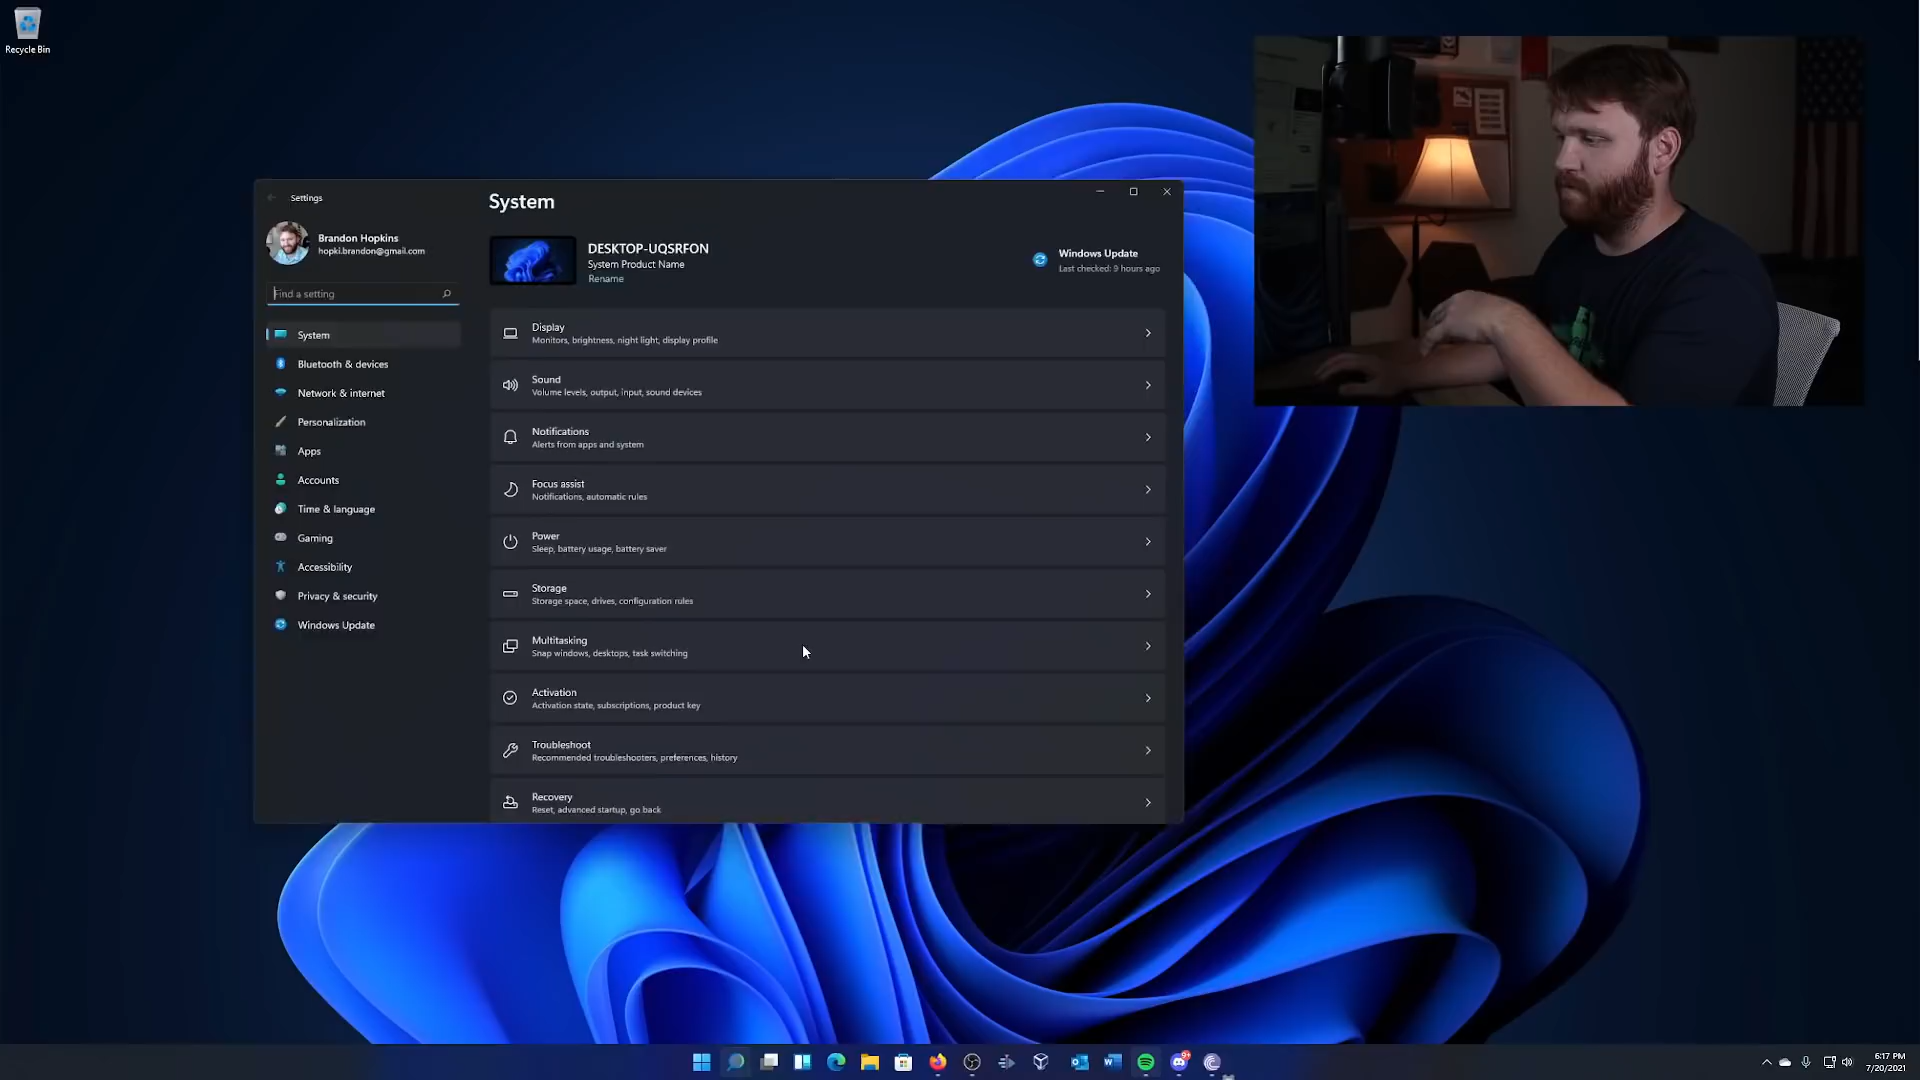 Recycle Bin
Settings
System
Brandon Hopkins
hopki.brandon@gmail.com
DESKTOP-UQSRFON
System Product Name
Rename
Windows Update
Last checked: 9 hours ago
Find a setting
System
Bluetooth & devices
Network & internet
Personalization
Apps
Accounts
Time & language
Gaming
Accessibility
Privacy & security
Windows Update
Display
Monitors, brightness, night light, display profile
Sound
Volume levels, output, input, sound devices
Notifications
Alerts from apps and system
Focus assist
Notifications, automatic rules
Power
Sleep, battery usage, battery saver
Storage
Storage space, drives, configuration rules
Multitasking
Snap windows, desktops, task switching
Activation
Activation state, subscriptions, product key
Troubleshoot
Recommended troubleshooters, preferences, history
Recovery
Reset, advanced startup, go back
6:17 PM
7/20/2021